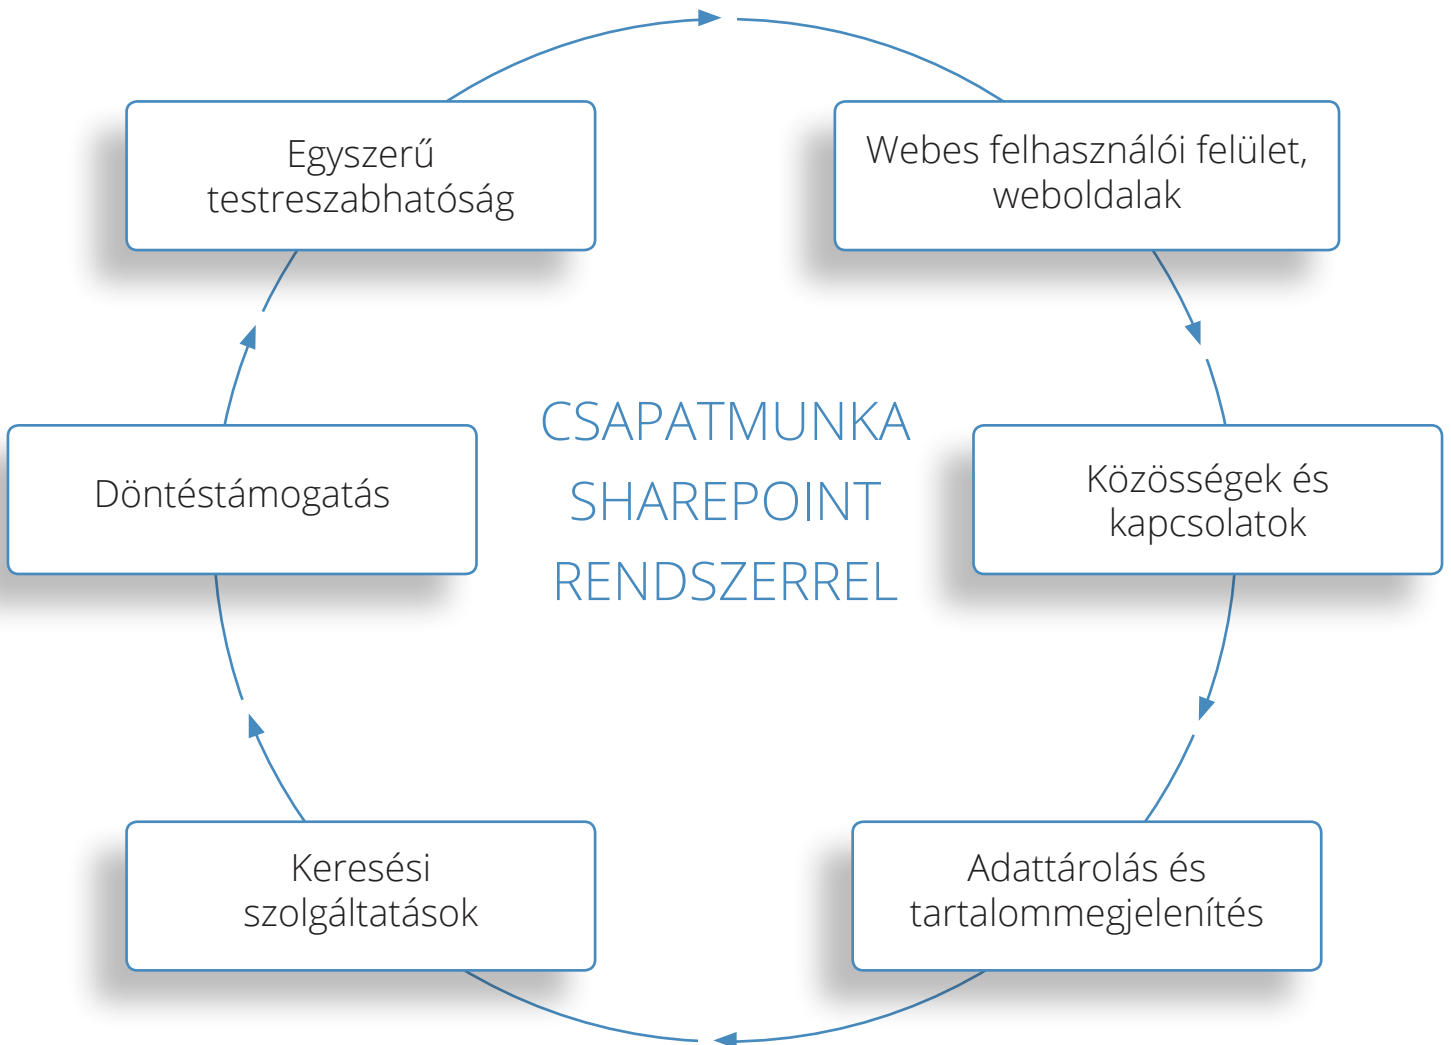 Egyszerű
testreszabhatóság
Webes felhasználói felület,
weboldalak
CSAPATMUNKA
SHAREPOINT
RENDSZERREL
Döntéstámogatás
Közösségek és
kapcsolatok
Keresési
szolgáltatások
Adattárolás és
tartalommegjelenítés